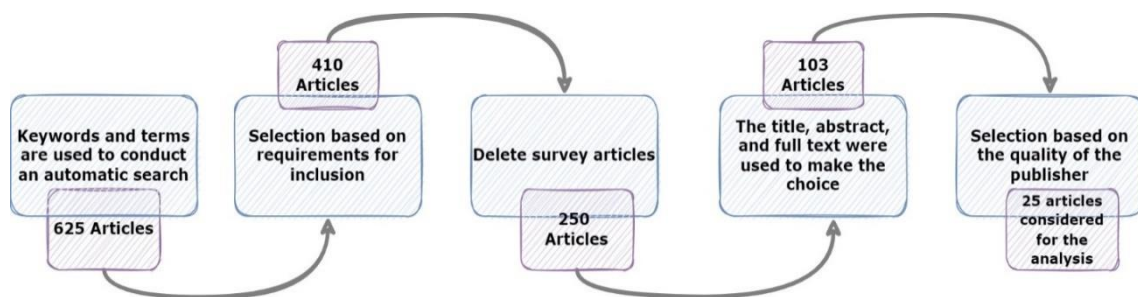 Keywords and terms
are used to conduct
an automatic search
625 Articles
410
Articles
Selection based on
requirements for
inclusion
Delete survey articles
250
Articles
103
Articles
The title, abstract,
and full text were
used to make the
choice
Selection based on
the quality of the
publisher
25 articles
considered
for the
analysis